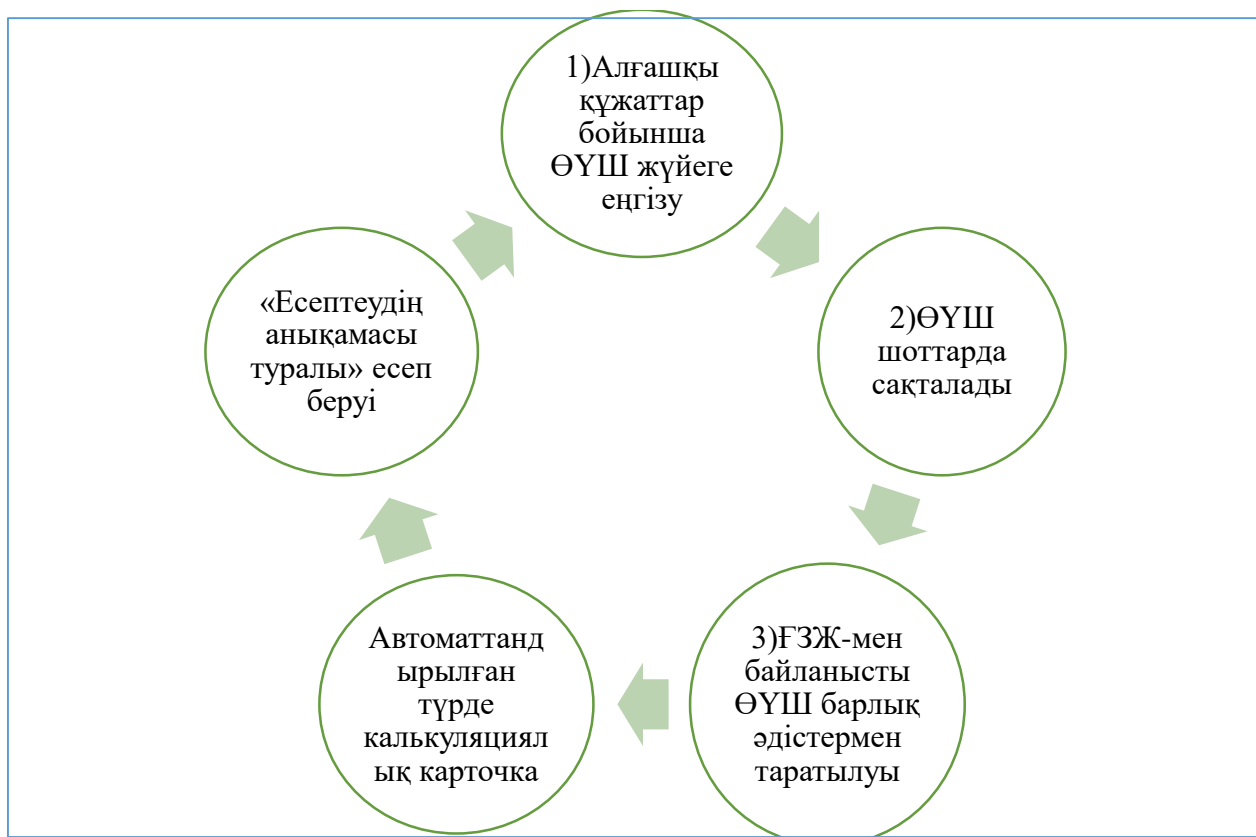 1)Алғашқы
құжаттар
бойынша
ӨҮШ жүйеге
еңгізу
2)ӨҮШ
шоттарда
сақталады
3)ҒЗЖ-мен
байланысты
ӨҮШ барлық
әдістермен
таратылуы
Автоматтанд
ырылған
түрде
калькуляциял
ық карточка
«Есептеудің
анықамасы
туралы» есеп
беруі